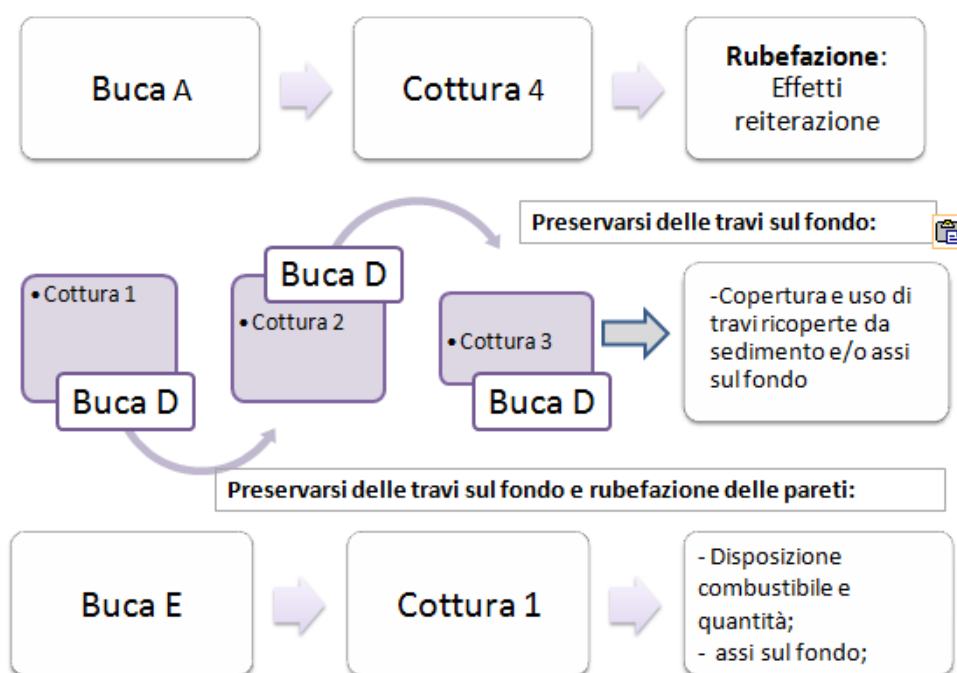 Buca A
Cottura 4
Rubefazione:
Effetti
reiterazione
Preservarsi delle travi sul fondo:
• Cottura 1
Buca D
Buca D
• Cottura 2
• Cottura 3
Buca D
-Copertura e uso di
travi ricoperte da
sedimento e/o assi
sul fondo
Preservarsi delle travi sul fondo e rubefazione delle pareti:
Buca E
Cottura 1
- Disposizione
combustibile e
quantità;
- assi sul fondo;